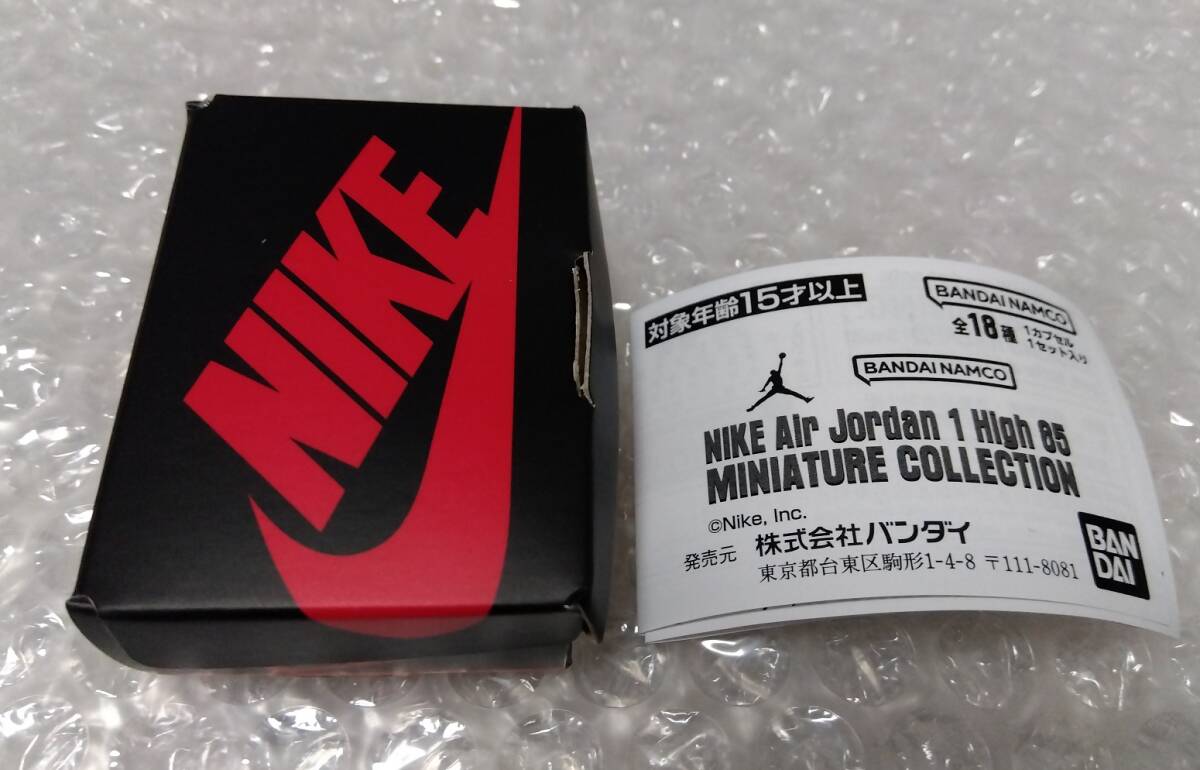 NIKE
対象年齢15才以上
BANDAI NAMCO
全18種
1カプセル
1セット入り
BANDAI NAMCO
NIKE Air Jordan 1 High 85
MINIATURE COLLECTION
©Nike, Inc.
発売元 株式会社バンダイ
東京都台東区駒形1-4-8 〒111-8081
BAN
DAI